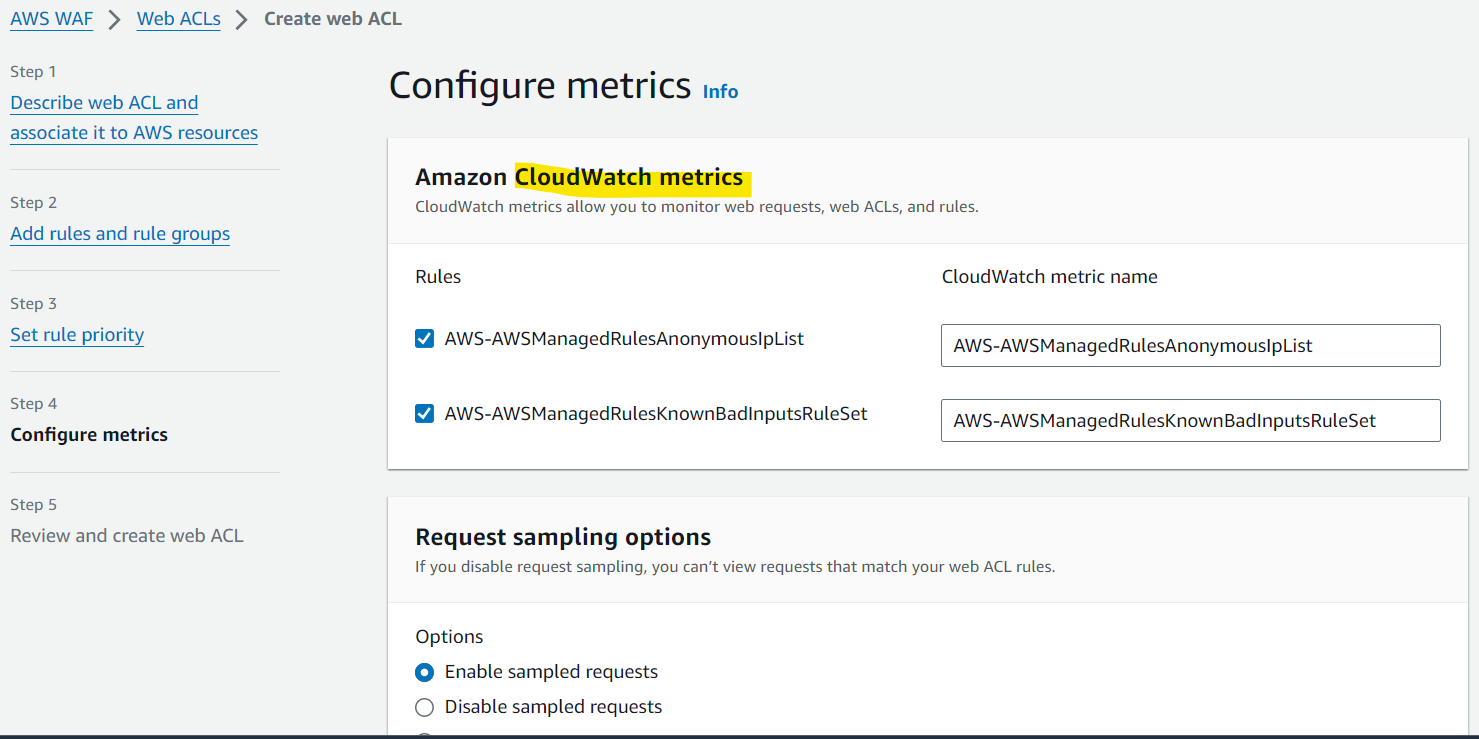 AWS WAF > Web ACLs > Create web ACL
Step 1
Describe web ACL and
associate it to AWS resources
Step 2
Add rules and rule groups
Step 3
Set rule priority
Step 4
Configure metrics
Step 5
Review and create web ACL
Configure metrics Info
Amazon CloudWatch metrics
CloudWatch metrics allow you to monitor web requests, web ACLs, and rules.
Rules CloudWatch metric name
AWS-AWSManagedRulesAnonymousIpList AWS-AWSManagedRulesAnonymousIpList
AWS-AWSManagedRulesKnownBadInputsRuleSet AWS-AWSManagedRulesKnownBadInputsRuleSet
Request sampling options
If you disable request sampling, you can't view requests that match your web ACL rules.
Options
Enable sampled requests
Disable sampled requests